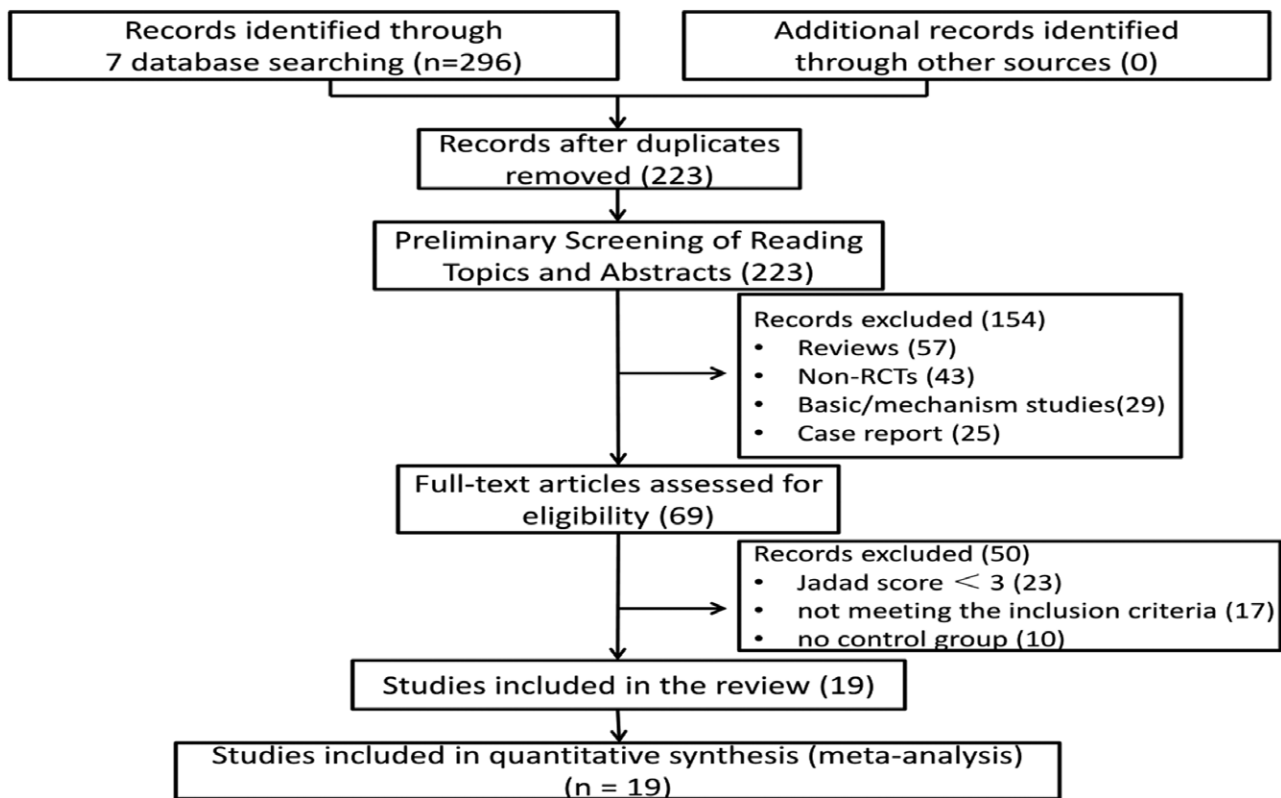 Records identified through
7 database searching (n=296)
Additional records identified
through other sources (0)
Records after duplicates
removed (223)
Preliminary Screening of Reading
Topics and Abstracts (223)
Records excluded (154)
• Reviews (57)
• Non-RCTs (43)
• Basic/mechanism studies(29)
• Case report (25)
Full-text articles assessed for
eligibility (69)
Records excluded (50)
• Jadad score < 3 (23)
• not meeting the inclusion criteria (17)
• no control group (10)
Studies included in the review (19)
Studies included in quantitative synthesis (meta-analysis)
(n = 19)